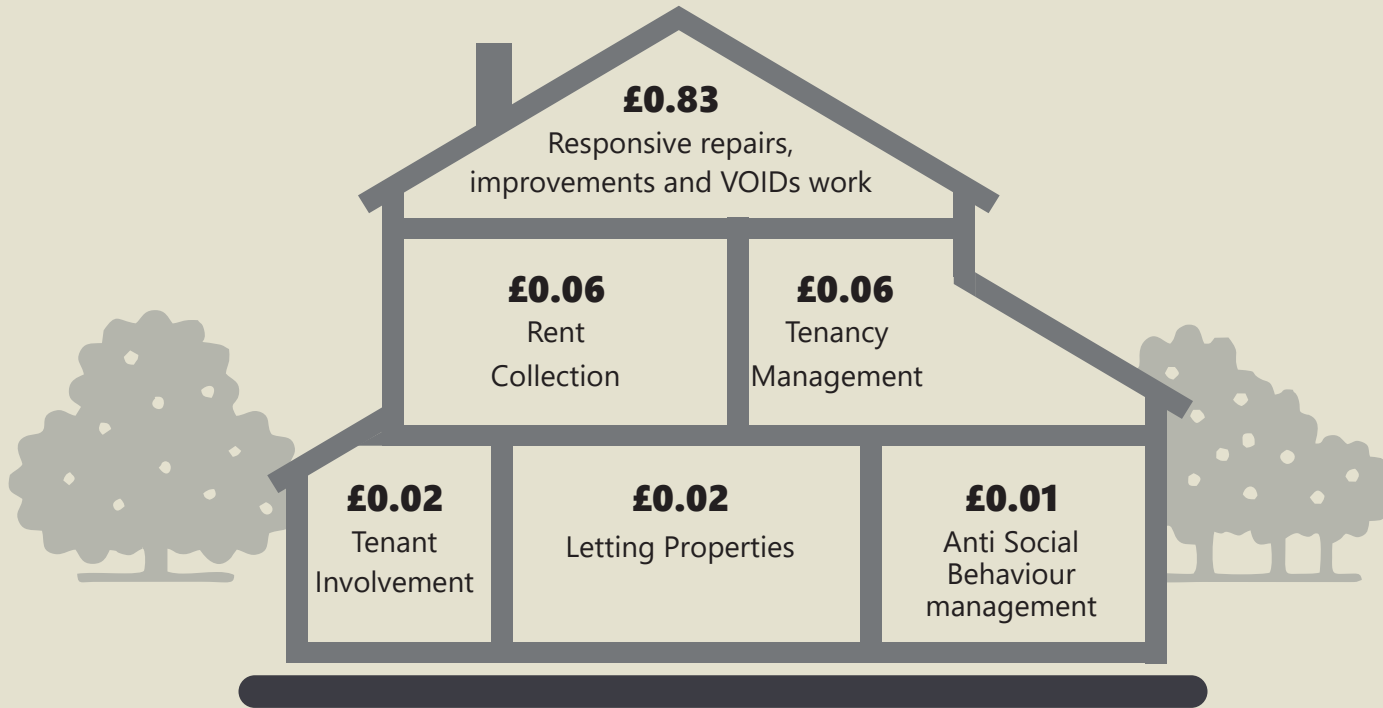 £0.83
Responsive repairs,
improvements and VOIDs work
£0.06
Rent
Collection
£0.06
Tenancy
Management
£0.02
Tenant
Involvement
£0.02
Letting Properties
£0.01
Anti Social
Behaviour
management